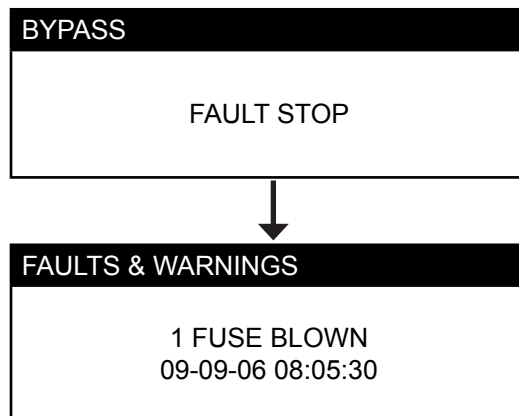 BYPASS
FAULT STOP
FAULTS & WARNINGS
1 FUSE BLOWN
09-09-06 08:05:30